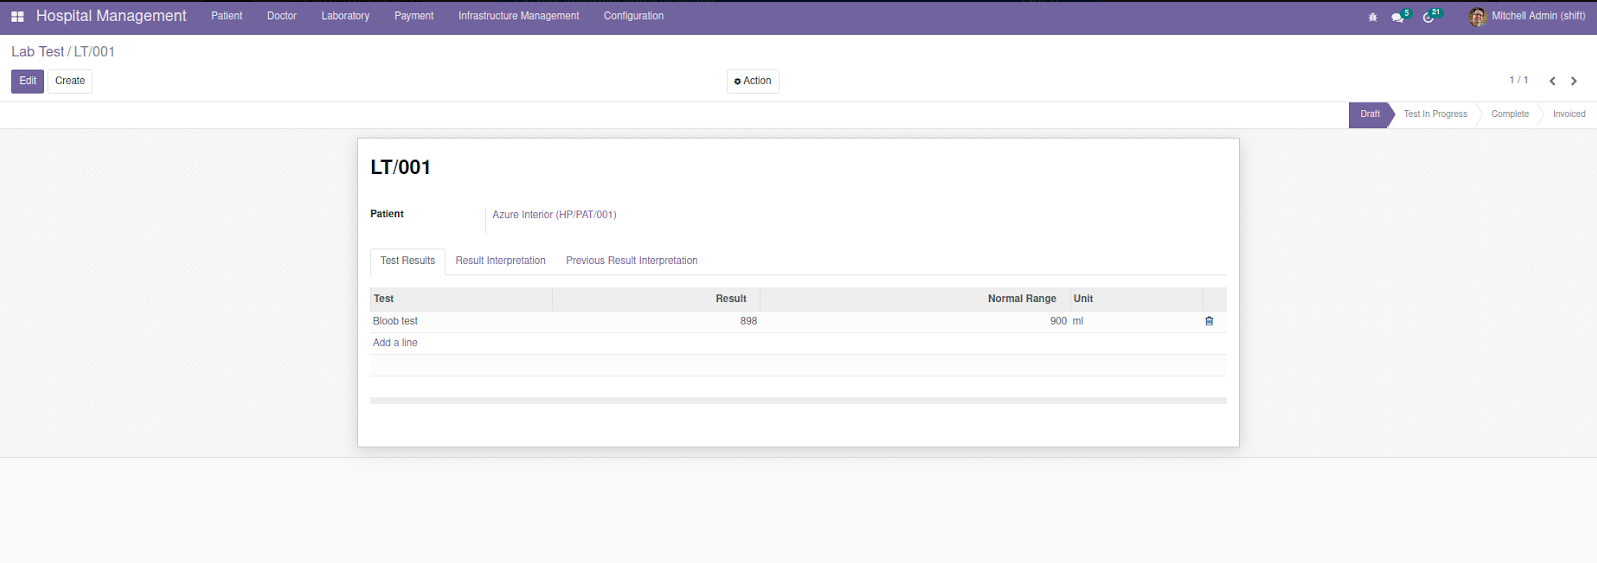 Hospital Management Patient Doctor Laboratory Payment Infrastructure Management Configuration 5 21 Mitchell Admin (shift)
Lab Test / LT/001
Edit Create Action 1 / 1
Draft Test In Progress Complete Invoiced
LT/001
Patient Azure Interior (HP/PAT/001)
Test Results Result Interpretation Previous Result Interpretation
Test Result Normal Range Unit
Bloob test 898 900 ml
Add a line